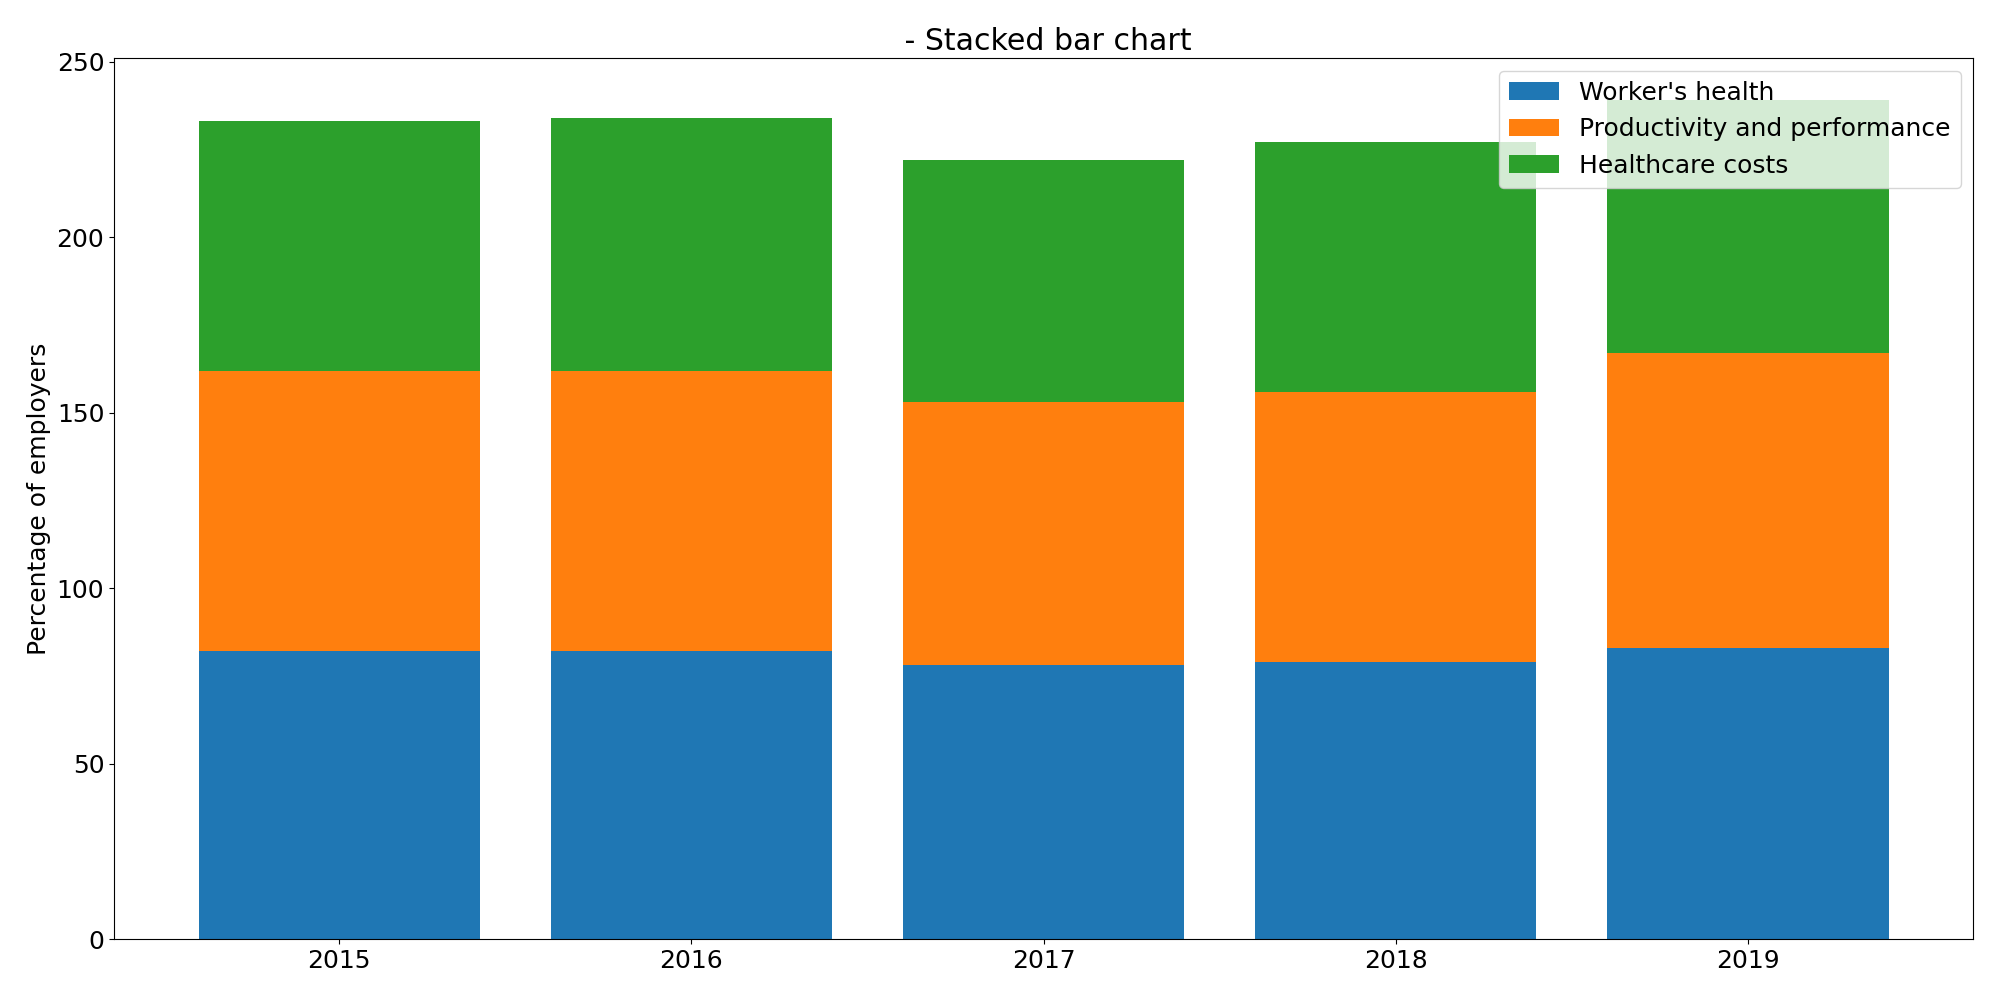 - Stacked bar chart
250
200
150
100
50
0
Percentage of employers
Worker's health
Productivity and performance
Healthcare costs
2015
2016
2017
2018
2019